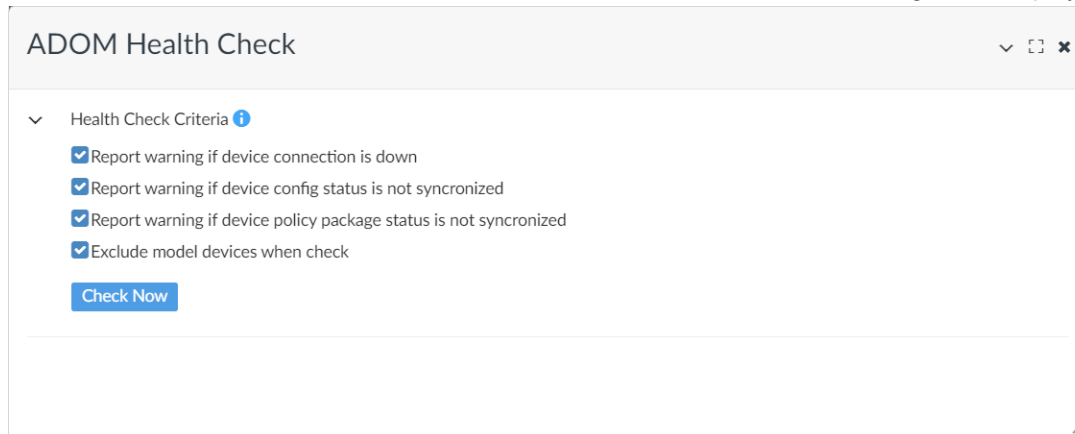 ADOM Health Check
Health Check Criteria
Report warning if device connection is down
Report warning if device config status is not syncronized
Report warning if device policy package status is not syncronized
Exclude model devices when check
Check Now